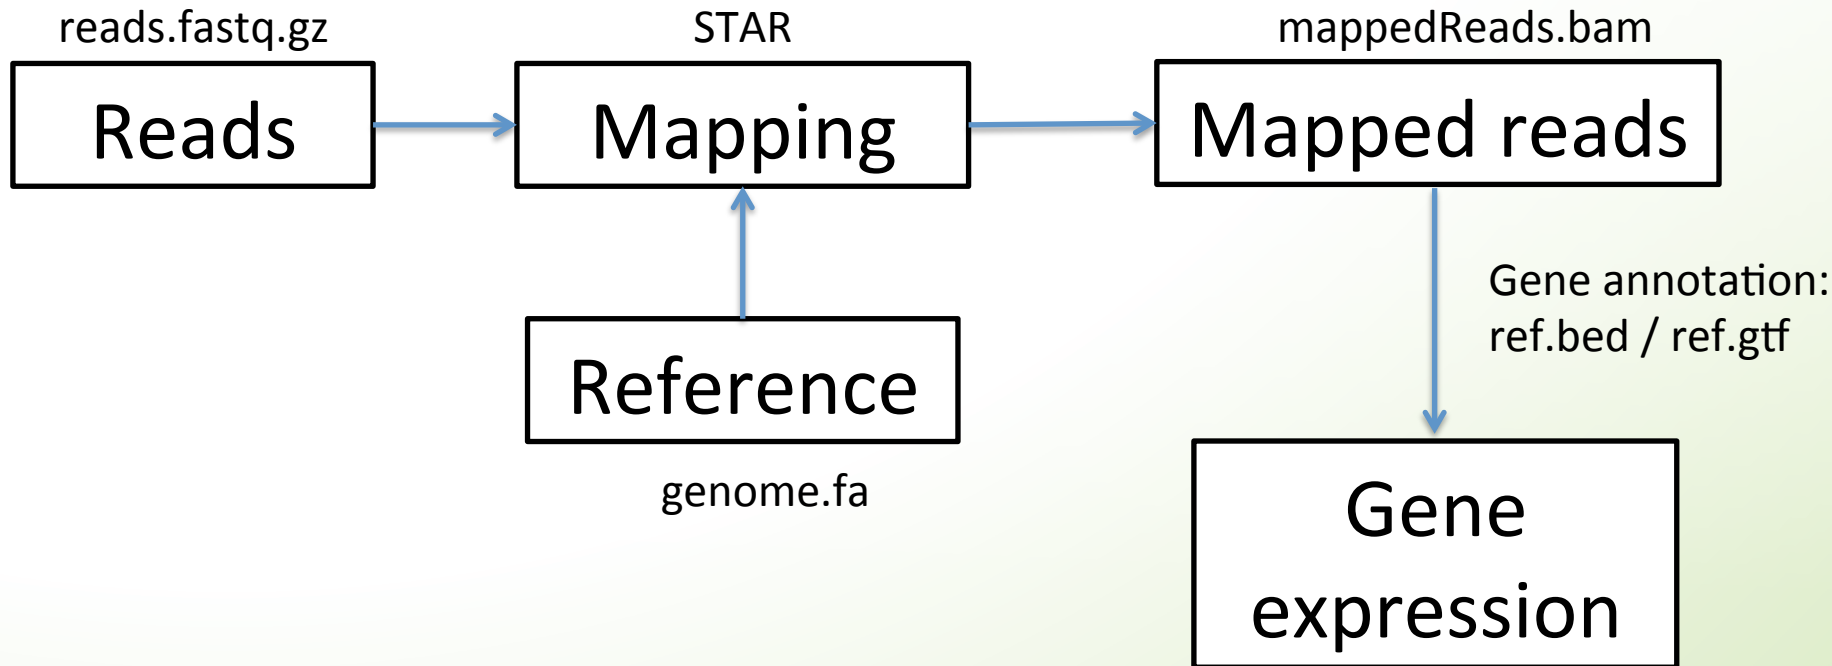 reads.fastq.gz
STAR
mappedReads.bam
Reads
Mapping
Mapped reads
Gene annotation:
ref.bed / ref.gtf
Reference
genome.fa
Gene
expression